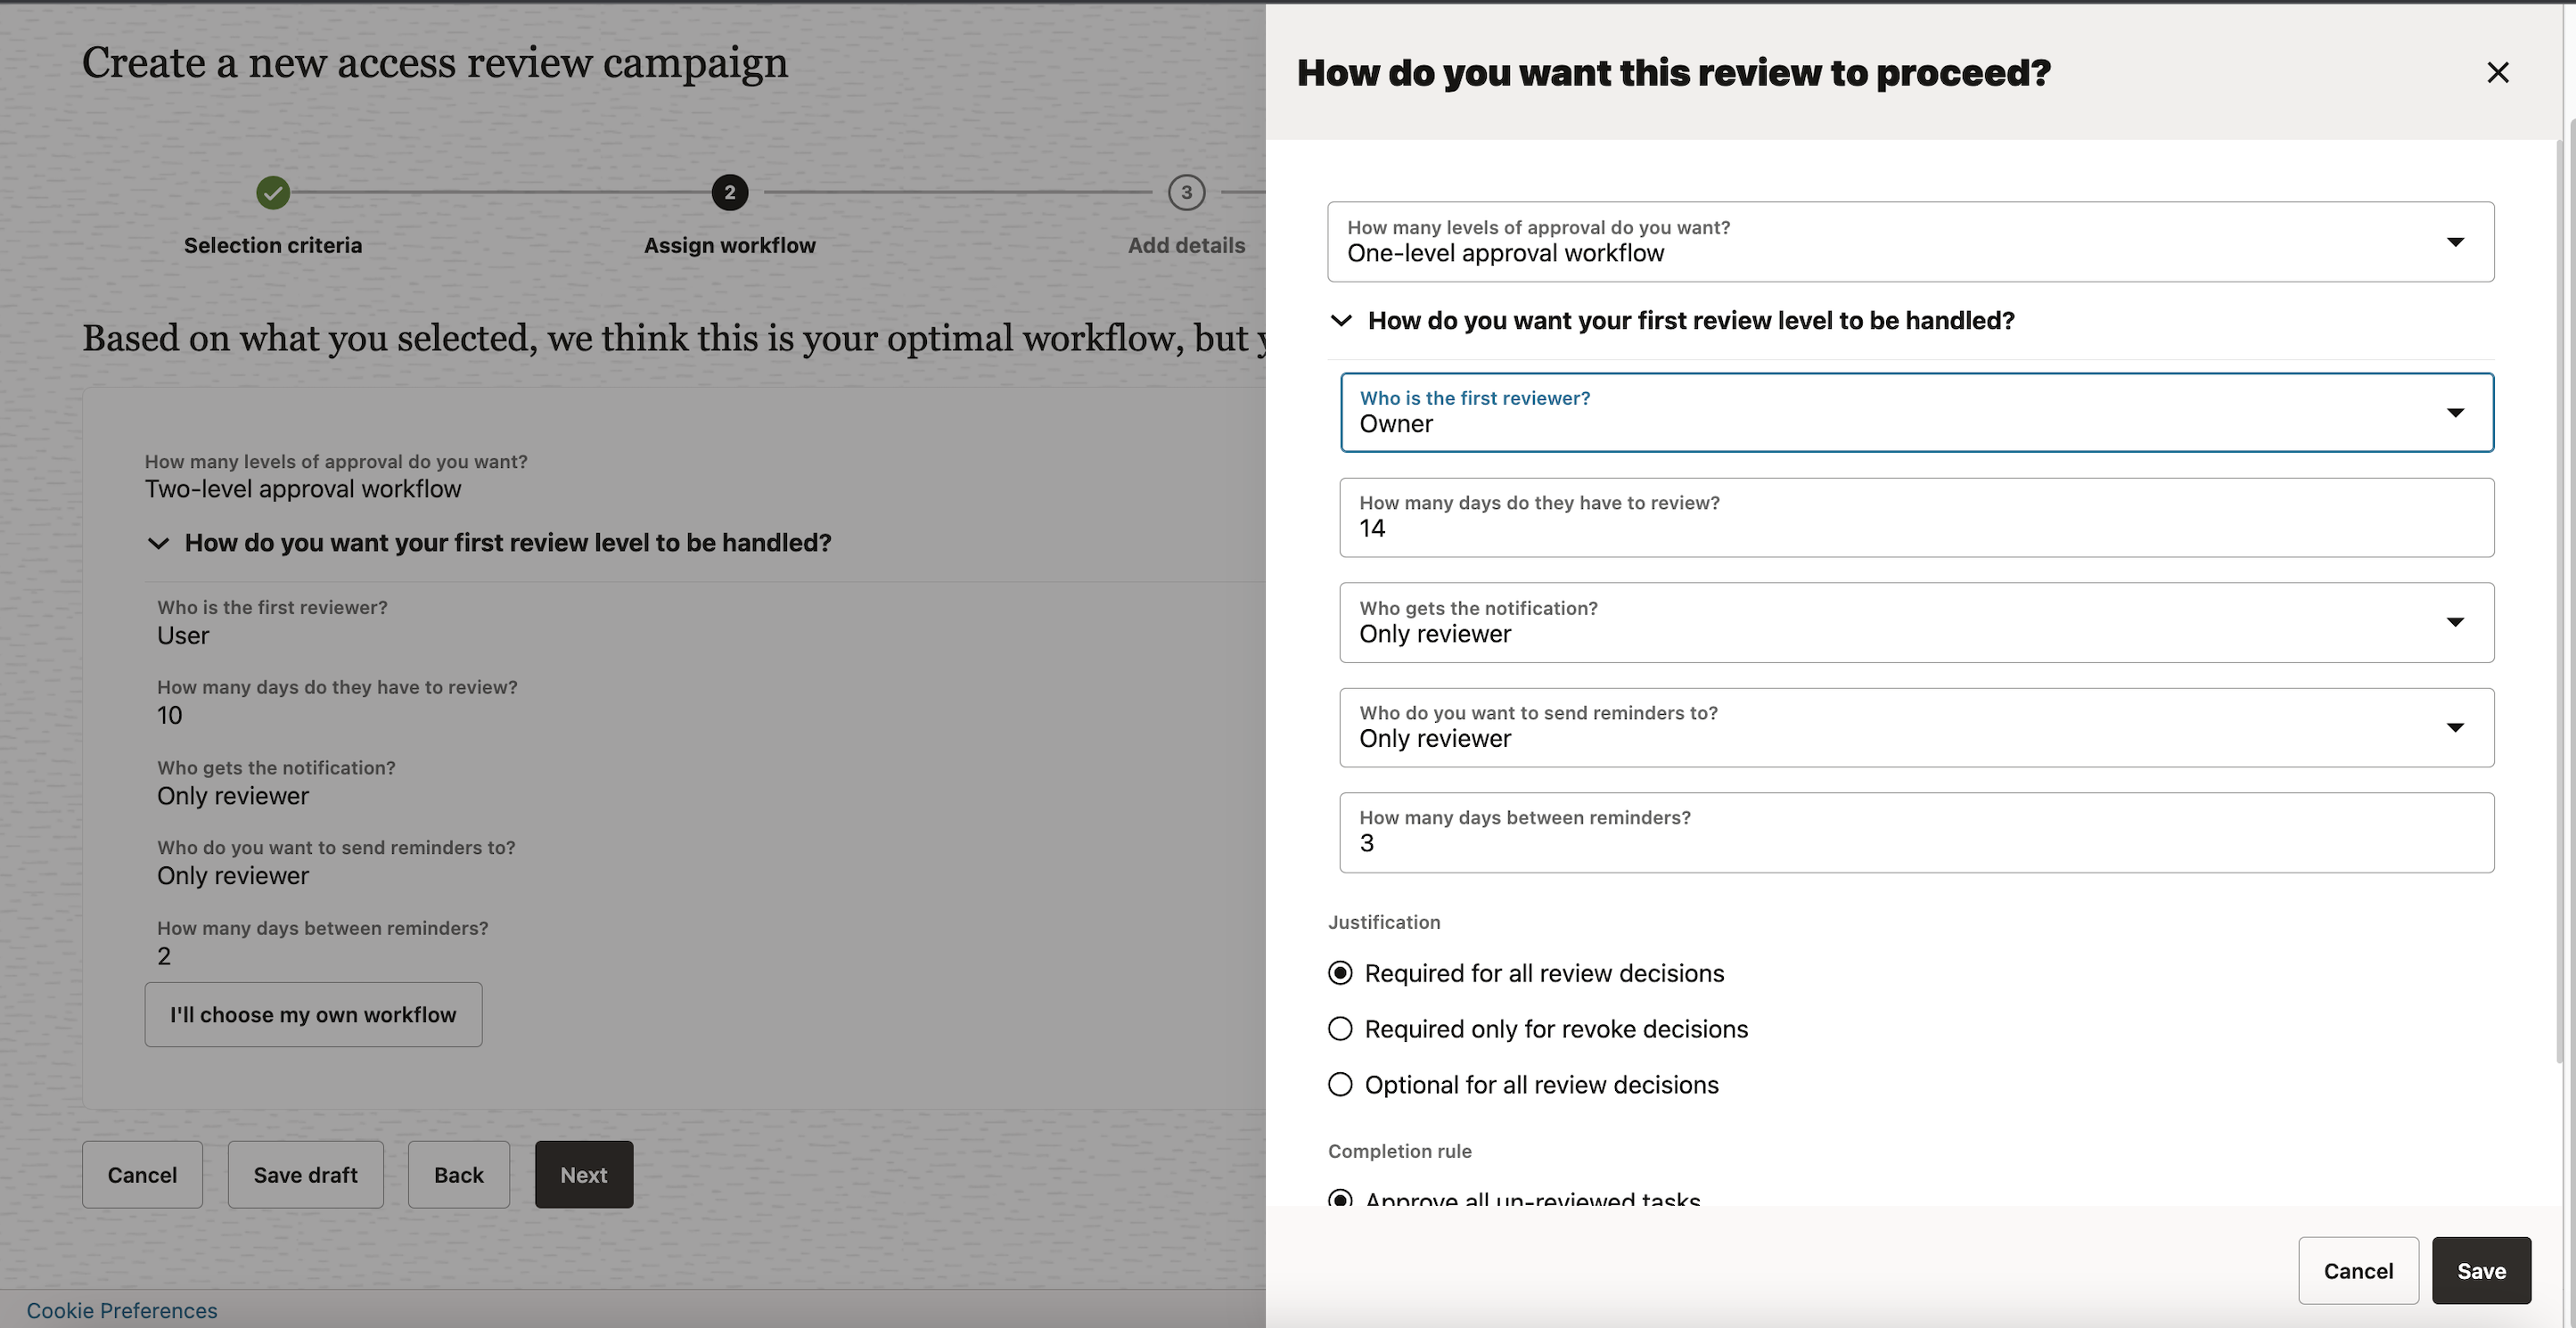 Create a new access review campaign
2
3
Selection criteria
Assign workflow
Add details
Based on what you selected, we think this is your optimal workflow, but
How many levels of approval do you want?
Two-level approval workflow
How do you want your first review level to be handled?
Who is the first reviewer?
User
How many days do they have to review?
10
Who gets the notification?
Only reviewer
Who do you want to send reminders to?
Only reviewer
How many days between reminders?
2
I'll choose my own workflow
Cancel
Save draft
Back
Next
Cookie Preferences
How do you want this review to proceed?
How many levels of approval do you want?
One-level approval workflow
How do you want your first review level to be handled?
Who is the first reviewer?
Owner
How many days do they have to review?
14
Who gets the notification?
Only reviewer
Who do you want to send reminders to?
Only reviewer
How many days between reminders?
3
Justification
Required for all review decisions
Required only for revoke decisions
Optional for all review decisions
Completion rule
Approve all un-reviewed tasks
Cancel
Save